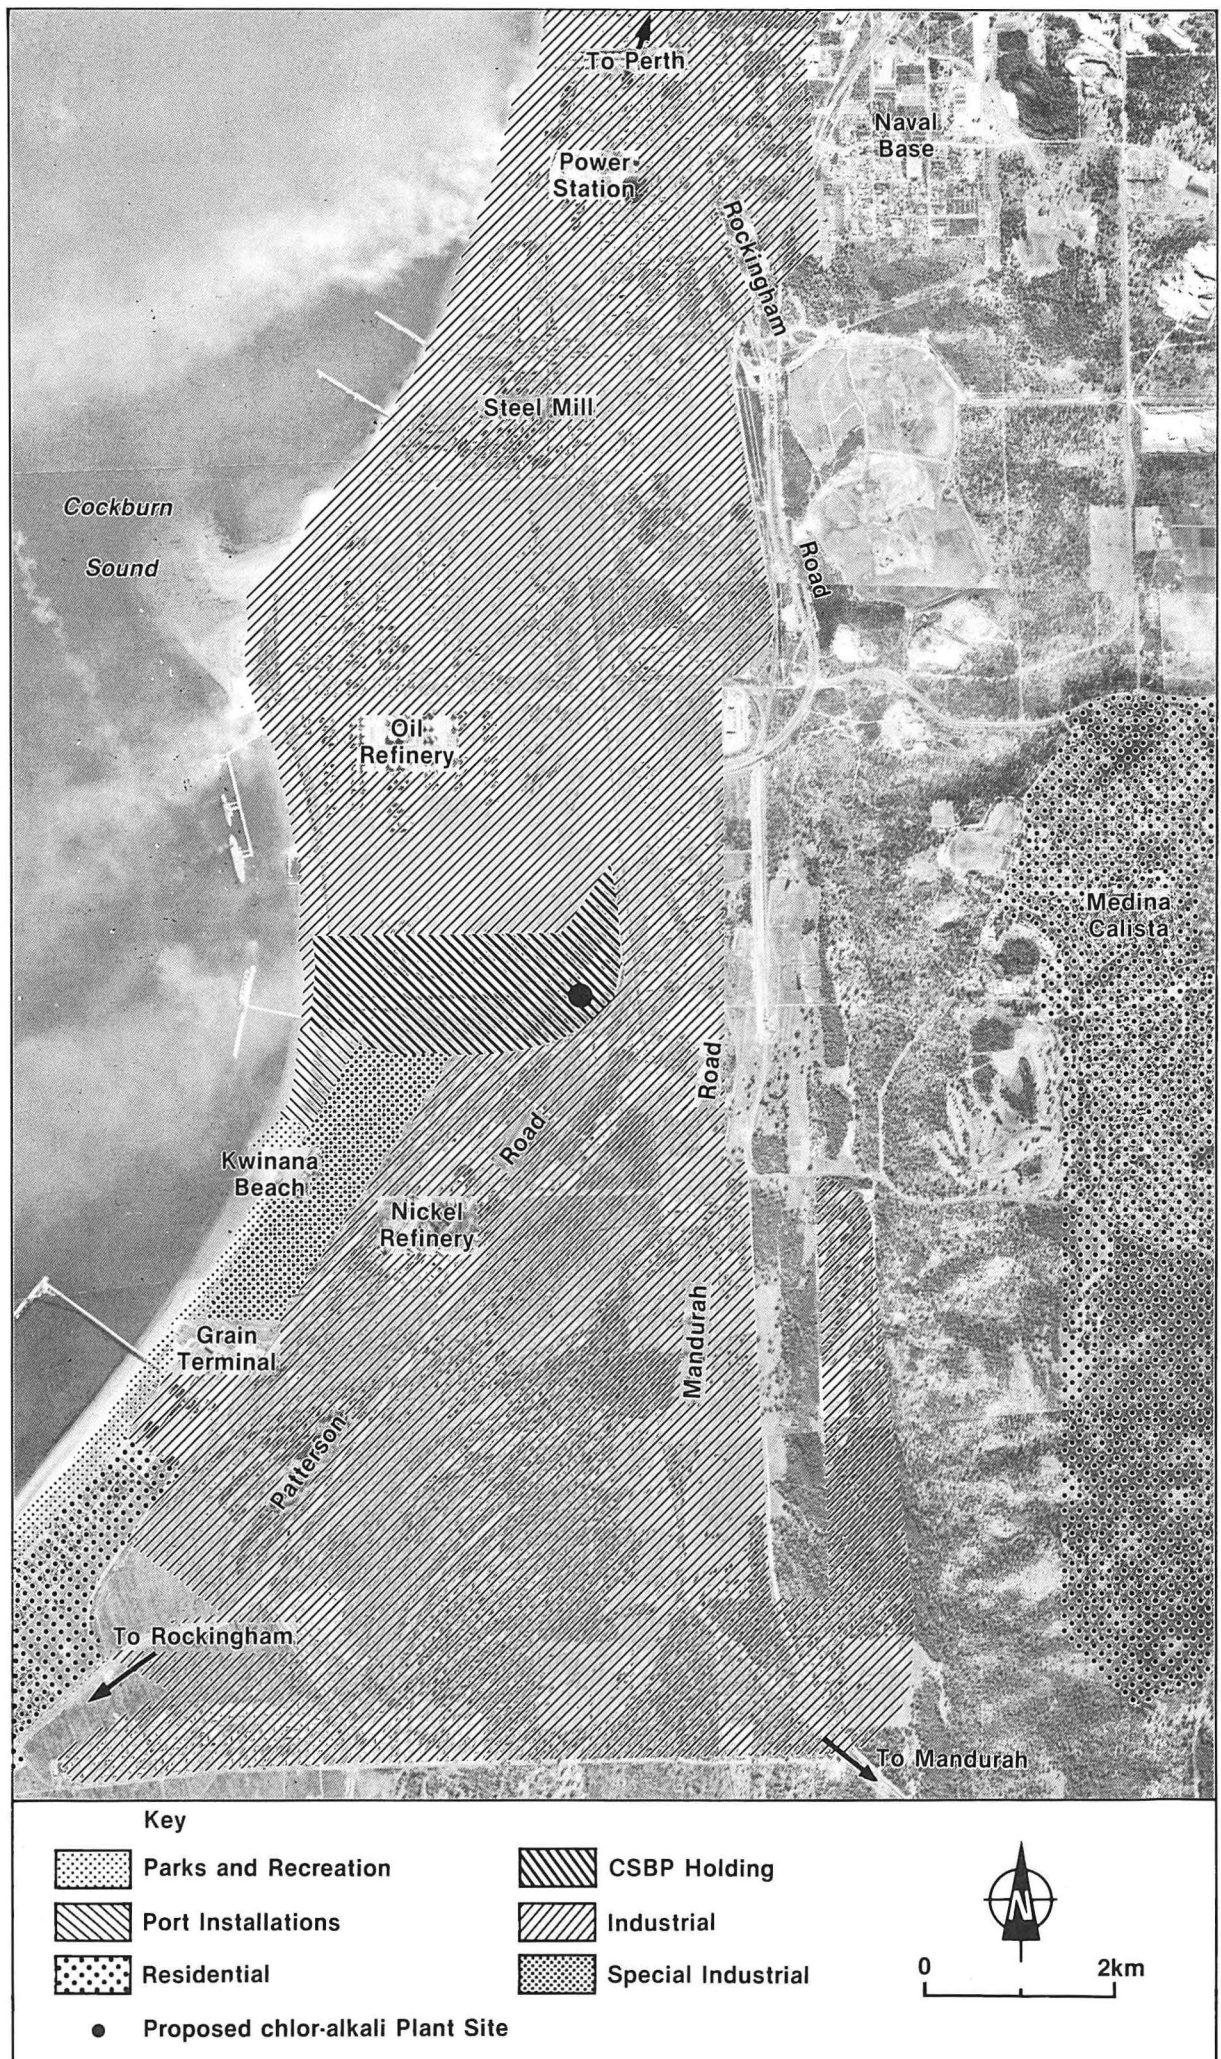 To Perth
Naval
Base
Power
Station
Rockingham
Steel Mill
Cockburn
Sound
Road
Oil
Refinery
Medina
Calista
Road
Road
Kwinana
Beach
Nickel
Refinery
Mandurah
Grain
Terminal
Patterson
To Rockingham
To Mandurah
Key
Parks and Recreation
CSBP Holding
Port Installations
Industrial
N
Residential
Special Industrial
0 2km
Proposed chlor-alkali Plant Site